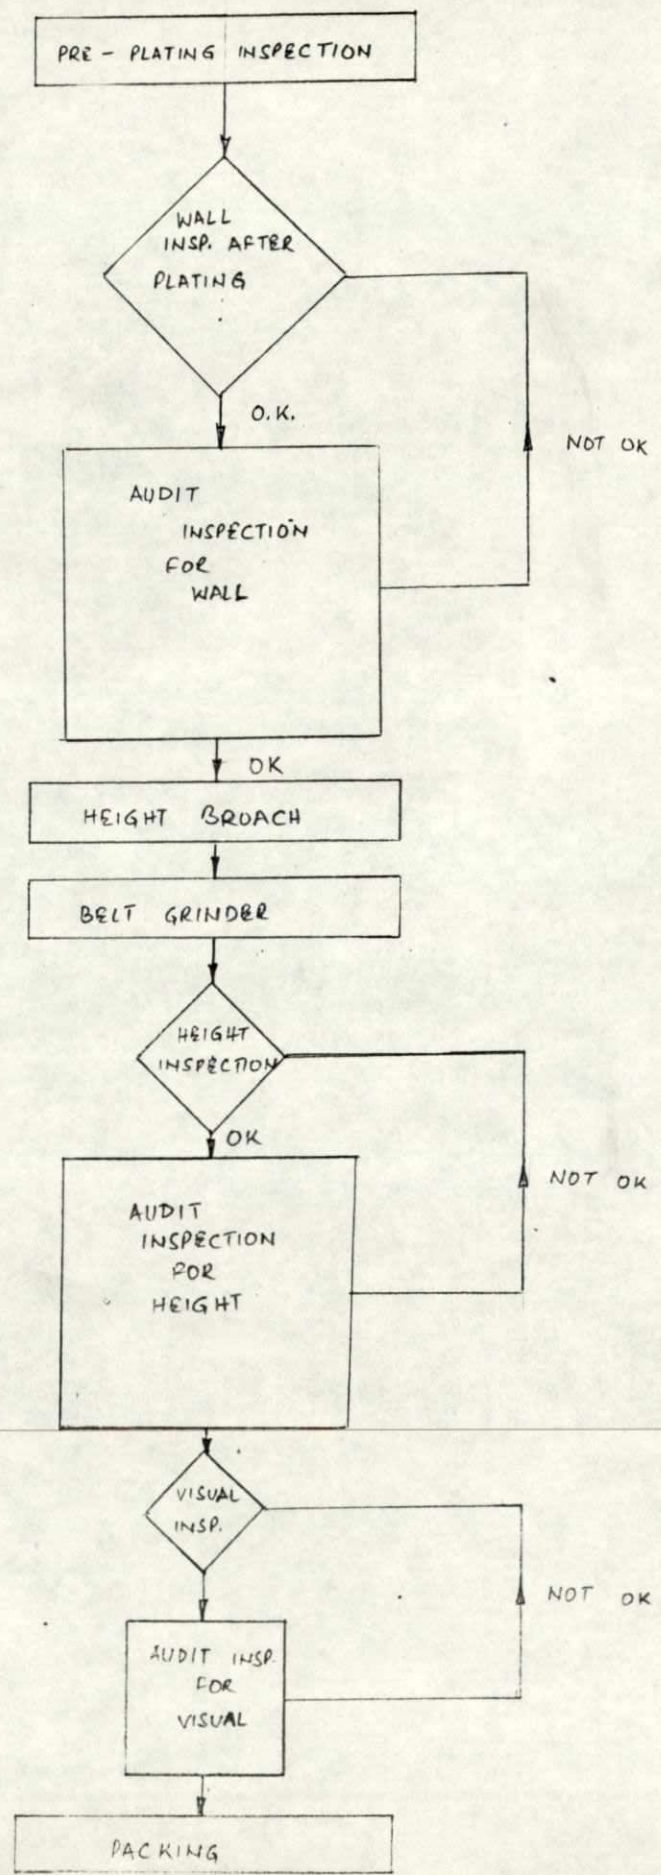 PRE - PLATING INSPECTION
WALL
INSP. AFTER
PLATING
O.K.
NOT OK
AUDIT
INSPECTION
FOR
WALL
OK
HEIGHT BROACH
BELT GRINDER
HEIGHT
INSPECTION
OK
NOT OK
AUDIT
INSPECTION
FOR
HEIGHT
VISUAL
INSP.
NOT OK
AUDIT INSP.
FOR
VISUAL
PACKING